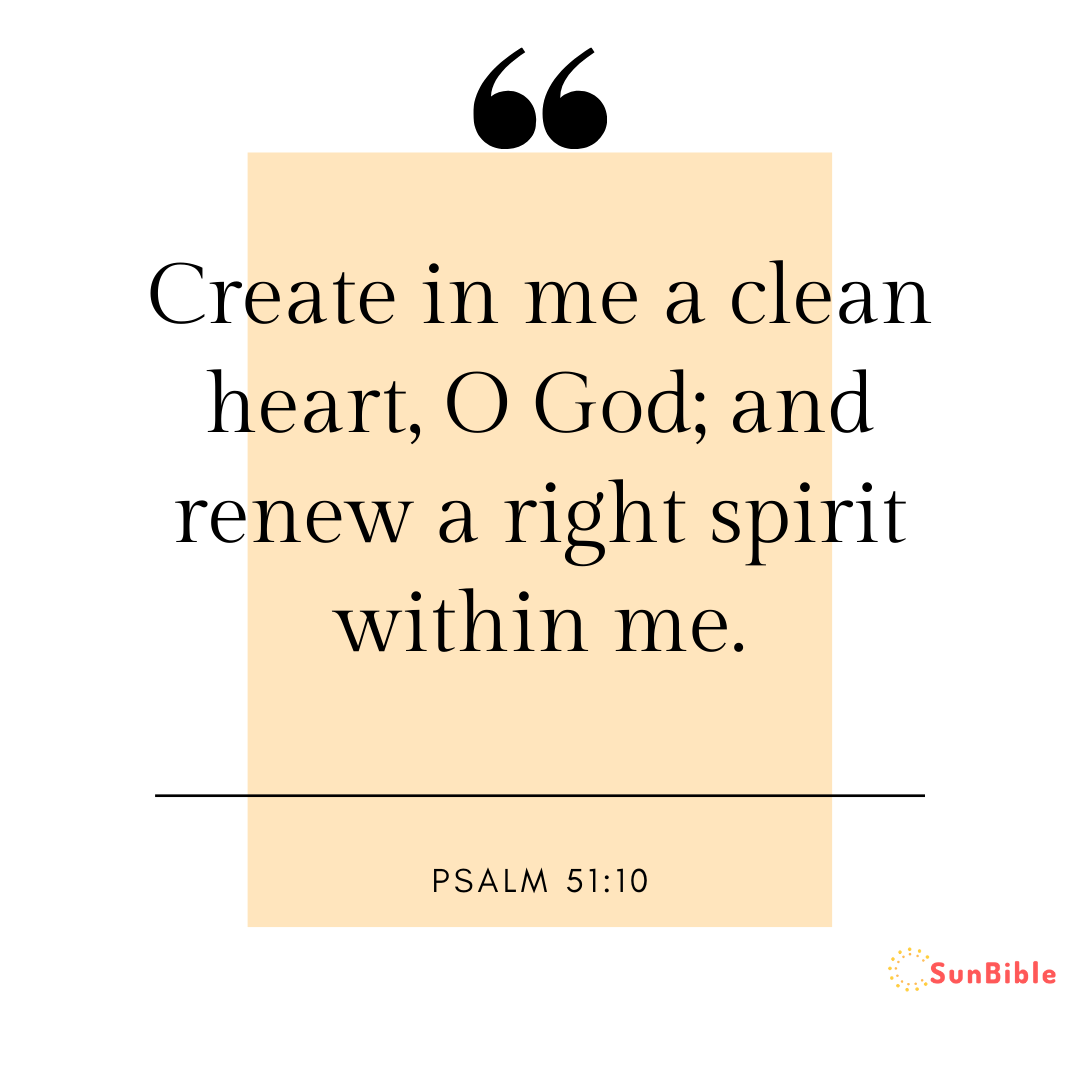 “
Create in me a clean
heart, O God; and
renew a right spirit
within me.
PSALM 51:10
SunBible